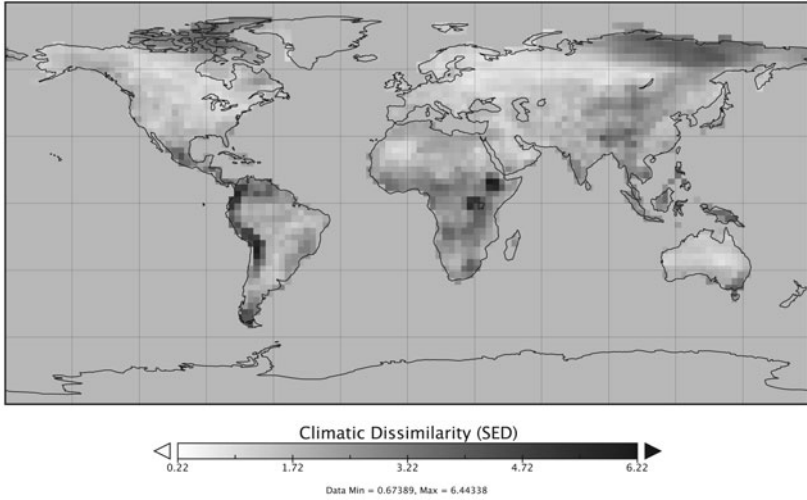 Climatic Dissimilarity (SED)
0.22 1.72 3.22 4.72 6.22
Data Min = 0.67389, Max = 6.44338